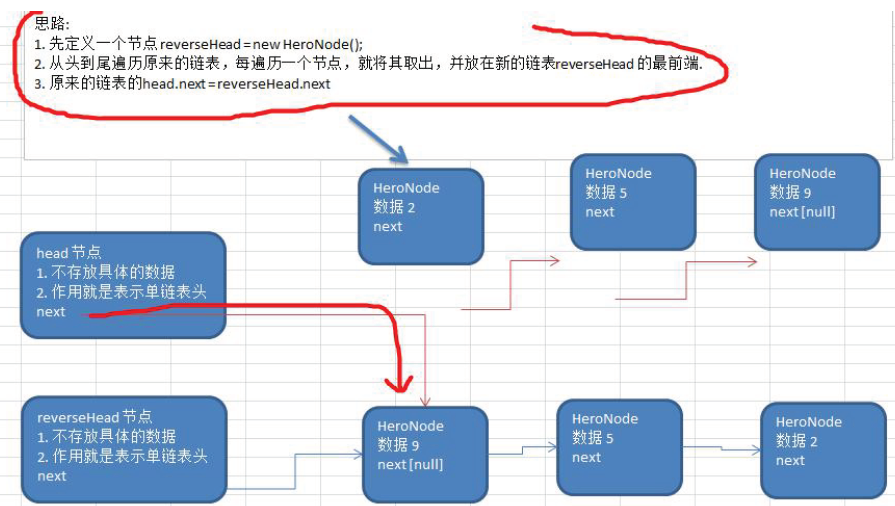 思路:
1. 先定义一个节点 reverseHead = new HeroNode();
2. 从头到尾遍历原来的链表，每遍历一个节点，就将其取出，并放在新的链表reverseHead 的最前端.
3. 原来的链表的head.next = reverseHead.next
HeroNode
数据 2
next
HeroNode
数据 5
next
HeroNode
数据 9
next [null]
head 节点
1. 不存放具体的数据
2. 作用就是表示单链表头
next
reverseHead 节点
1. 不存放具体的数据
2. 作用就是表示单链表头
next
HeroNode
数据 9
next [null]
HeroNode
数据 5
next
HeroNode
数据 2
next